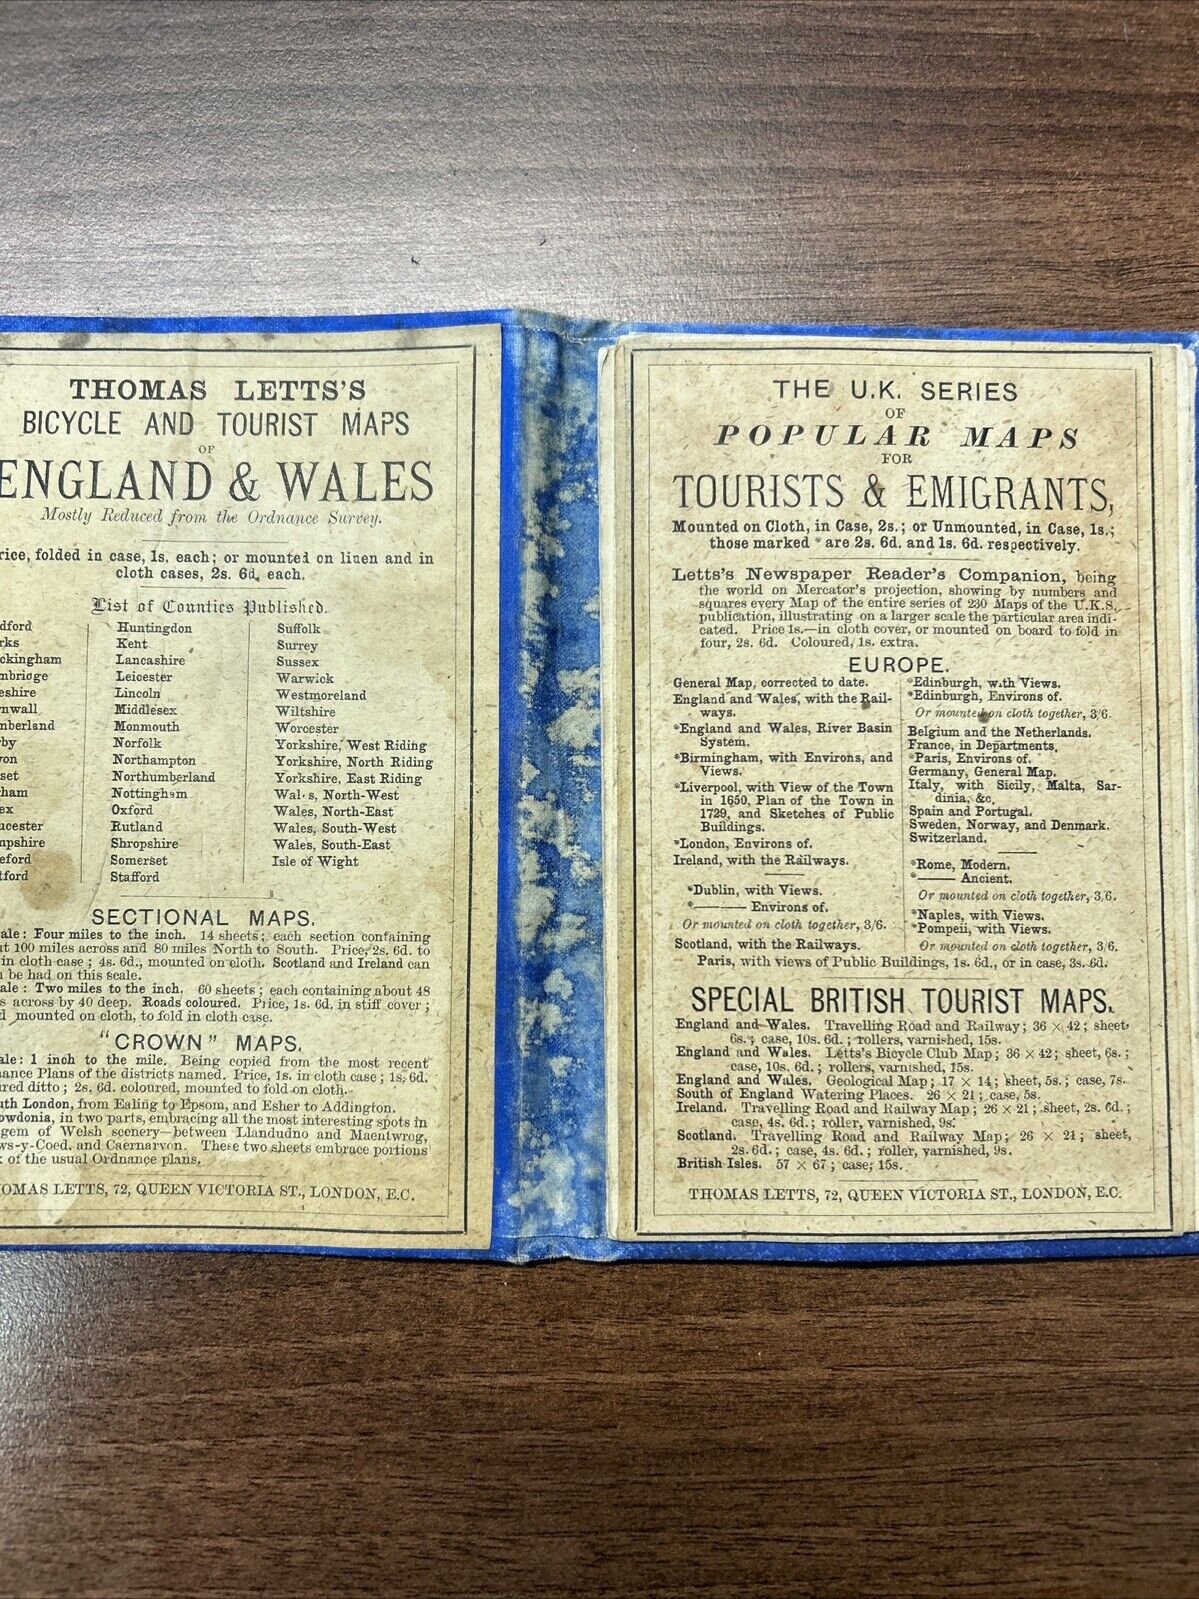 THOMAS LETTS'S
BICYCLE AND TOURIST MAPS
OF
ENGLAND & WALES
Mostly Reduced from the Ordnance Survey.
rice, folded in case, 1s. each; or mounted on linen and in
cloth cases, 2s. 6d. each.
List of Counties Published.
dford
rks
ckingham
mbridge
eshire
rnwall
mberland
rby
von
set
ham
ex
ucester
mpshire
eford
tford
Huntingdon
Kent
Lancashire
Leicester
Lincoln
Middlesex
Monmouth
Norfolk
Northampton
Northumberland
Nottingham
Oxford
Rutland
Shropshire
Somerset
Stafford
Suffolk
Surrey
Sussex
Warwick
Westmoreland
Wiltshire
Worcester
Yorkshire, West Riding
Yorkshire, North Riding
Yorkshire, East Riding
Wal s, North-West
Wales, North-East
Wales, South-West
Wales, South-East
Isle of Wight
SECTIONAL MAPS.
ale: Four miles to the inch. 14 sheets; each section containing
ut 100 miles across and 80 miles North to South. Price, 2s. 6d. to
in cloth case; 4s. 6d., mounted on cloth. Scotland and Ireland can
n be had on this scale.
ale: Two miles to the inch. 60 sheets; each containing about 48
s across by 40 deep. Roads coloured. Price, 1s. 6d. in stiff cover;
d mounted on cloth, to fold in cloth case.
"CROWN" MAPS.
ale: 1 inch to the mile. Being copied from the most recent
nance Plans of the districts named. Price, 1s. in cloth case; 1s. 6d.
ured ditto; 2s. 6d. coloured, mounted to fold on cloth.
uth London, from Ealing to Epsom, and Esher to Addington.
owdonia, in two parts, embracing all the most interesting spots in
gem of Welsh scenery—between Llandudno and Maentwrog,
ws-y-Coed, and Caernarvon. These two sheets embrace portions
x of the usual Ordnance plans.
OMAS LETTS, 72, QUEEN VICTORIA ST., LONDON, E.C.
THE U.K. SERIES
OF
POPULAR MAPS
FOR
TOURISTS & EMIGRANTS,
Mounted on Cloth, in Case, 2s.; or Unmounted, in Case, 1s.;
those marked * are 2s. 6d. and 1s. 6d. respectively.
Letts's Newspaper Reader's Companion, being
the world on Mercator's projection, showing by numbers and
squares every Map of the entire series of 230 Maps of the U.K.S.
publication, illustrating on a larger scale the particular area indi-
cated. Price 1s.—in cloth cover, or mounted on board to fold in
four, 2s. 6d. Coloured, 1s. extra.
EUROPE.
General Map, corrected to date.
England and Wales, with the Rail-
ways.
*England and Wales, River Basin
System.
*Birmingham, with Environs, and
Views.
*Liverpool, with View of the Town
in 1650, Plan of the Town in
1729, and Sketches of Public
Buildings.
*London, Environs of.
Ireland, with the Railways.
*Dublin, with Views.
*——— Environs of.
Or mounted on cloth together, 3/6.
Scotland, with the Railways.
*Edinburgh, with Views.
*Edinburgh, Environs of.
Or mounted on cloth together, 3/6.
Belgium and the Netherlands.
France, in Departments.
*Paris, Environs of.
Germany, General Map.
Italy, with Sicily, Malta, Sar-
dinia, &c.
Spain and Portugal.
Sweden, Norway, and Denmark.
Switzerland.
*Rome, Modern.
*——— Ancient.
Or mounted on cloth together, 3/6.
*Naples, with Views.
*Pompeii, with Views.
Or mounted on cloth together, 3/6.
Paris, with views of Public Buildings, 1s. 6d., or in case, 3s. 6d.
SPECIAL BRITISH TOURIST MAPS.
England and Wales. Travelling Road and Railway; 36 × 42; sheet,
6s.; case, 10s. 6d.; rollers, varnished, 15s.
England and Wales. Letts's Bicycle Club Map; 36 × 42; sheet, 6s.;
case, 10s. 6d.; rollers, varnished, 15s.
England and Wales. Geological Map; 17 × 14; sheet, 5s.; case, 7s.
South of England Watering Places. 26 × 21; case, 5s.
Ireland. Travelling Road and Railway Map; 26 × 21; sheet, 2s. 6d.;
case, 4s. 6d.; roller, varnished, 9s.
Scotland. Travelling Road and Railway Map; 26 × 21; sheet,
2s. 6d.; case, 4s. 6d.; roller, varnished, 9s.
British Isles. 57 × 67; case; 15s.
THOMAS LETTS, 72, QUEEN VICTORIA ST., LONDON, E.C.